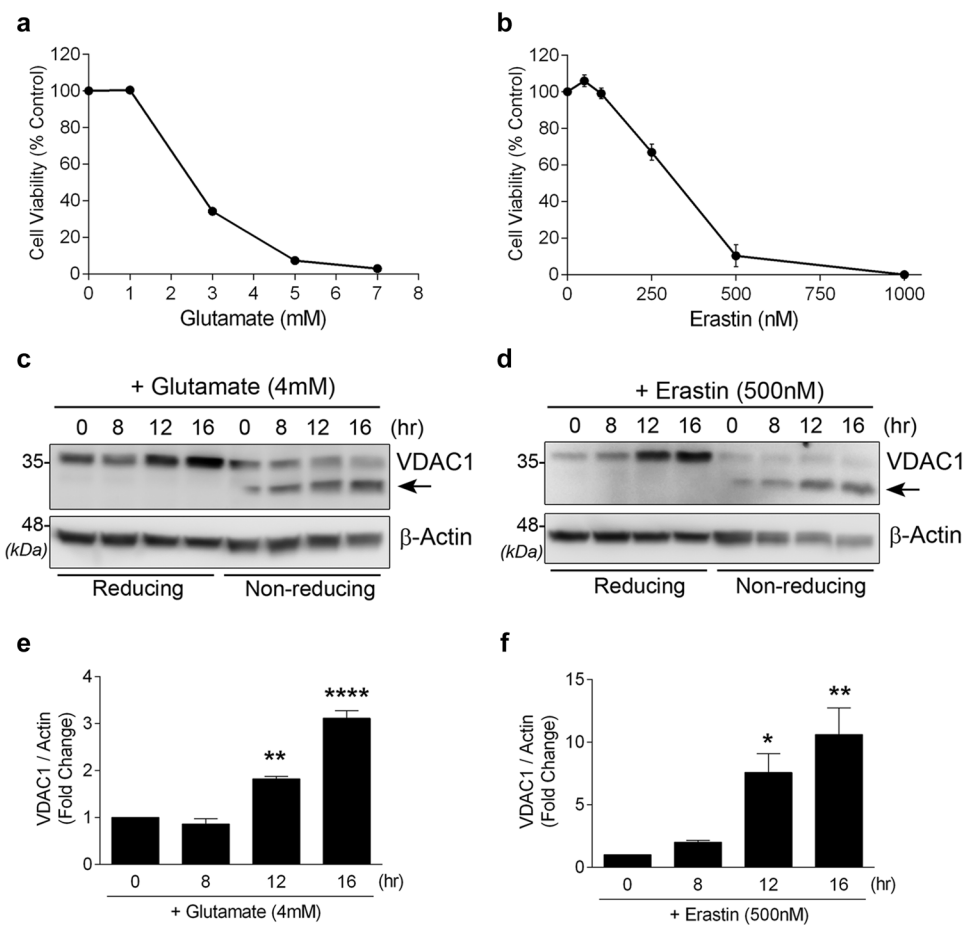 a
120
100
80
60
40
20
0
Cell Viability (% Control)
0 1 2 3 4 5 6 7 8
Glutamate (mM)
b
120
100
80
60
40
20
0
Cell Viability (% Control)
0 250 500 750 1000
Erastin (nM)
c
+ Glutamate (4mM)
0 8 12 16 0 8 12 16 (hr)
35- VDAC1
48-
(kDa) β-Actin
Reducing Non-reducing
d
+ Erastin (500nM)
0 8 12 16 0 8 12 16 (hr)
35- VDAC1
48-
(kDa) β-Actin
Reducing Non-reducing
e
4
3
2
1
0
VDAC1 / Actin
(Fold Change)
**
****
0 8 12 16 (hr)
+ Glutamate (4mM)
f
15
10
5
0
VDAC1 / Actin
(Fold Change)
*
**
0 8 12 16 (hr)
+ Erastin (500nM)